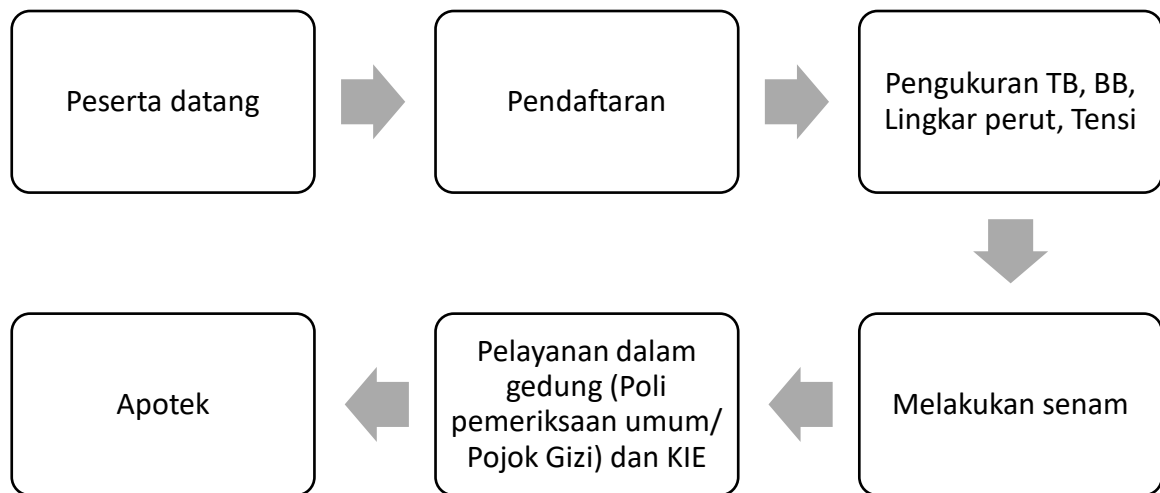 Peserta datang
Pendaftaran
Pengukuran TB, BB,
Lingkar perut, Tensi
Melakukan senam
Pelayanan dalam
gedung (Poli
pemeriksaan umum/
Pojok Gizi) dan KIE
Apotek